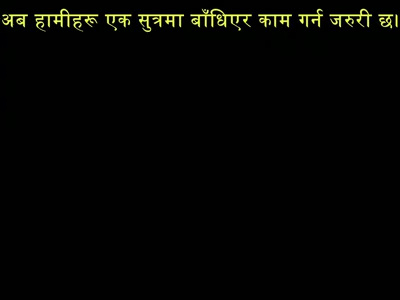 अब हामीहरू एक सुत्रमा बाँधिएर काम गर्न जरुरी छ।